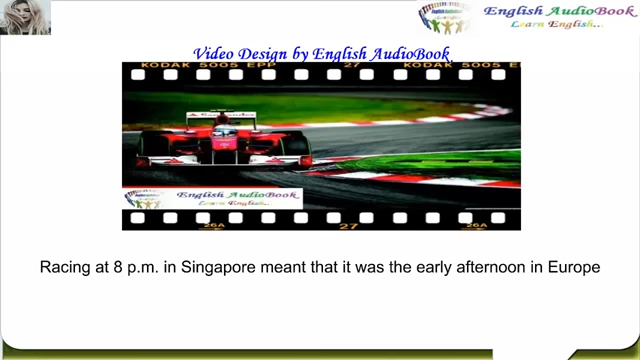 English AudioBook
Learn English...
Video Design by English AudioBook
KODAK 5005 EPP 27 KODAK 5005 E
English AudioBook
Learn English...
26A 27 26A
Racing at 8 p.m. in Singapore meant that it was the early afternoon in Europe